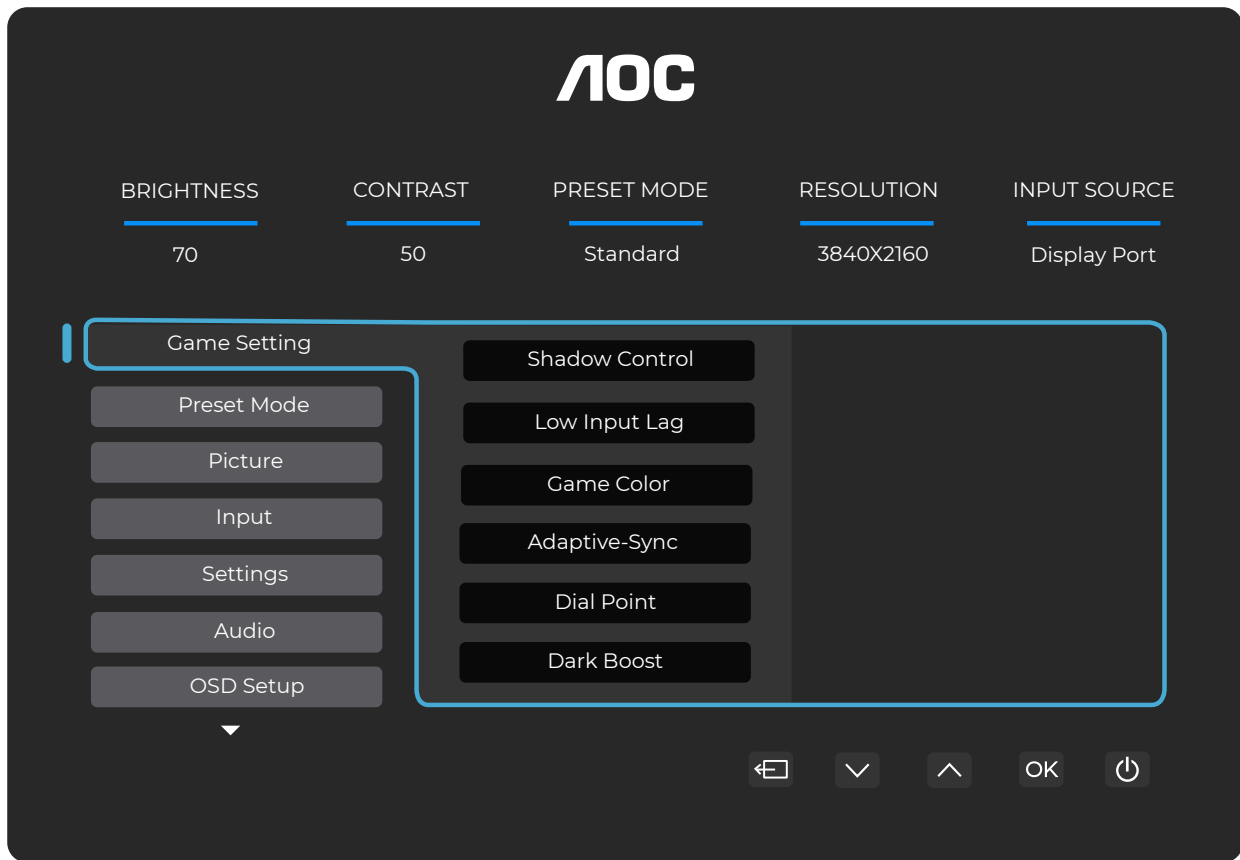 AOC
BRIGHTNESS CONTRAST PRESET MODE RESOLUTION INPUT SOURCE
70 50 Standard 3840X2160 Display Port
Game Setting
Preset Mode
Picture
Input
Settings
Audio
OSD Setup
Shadow Control
Low Input Lag
Game Color
Adaptive-Sync
Dial Point
Dark Boost
OK